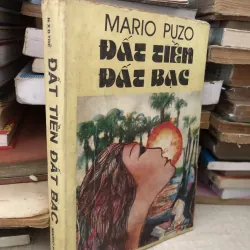 MARIO PUZO
ĐẤT TIỀN
ĐẤT BẠC
ĐẤT TIỀN ĐẤT BẠC